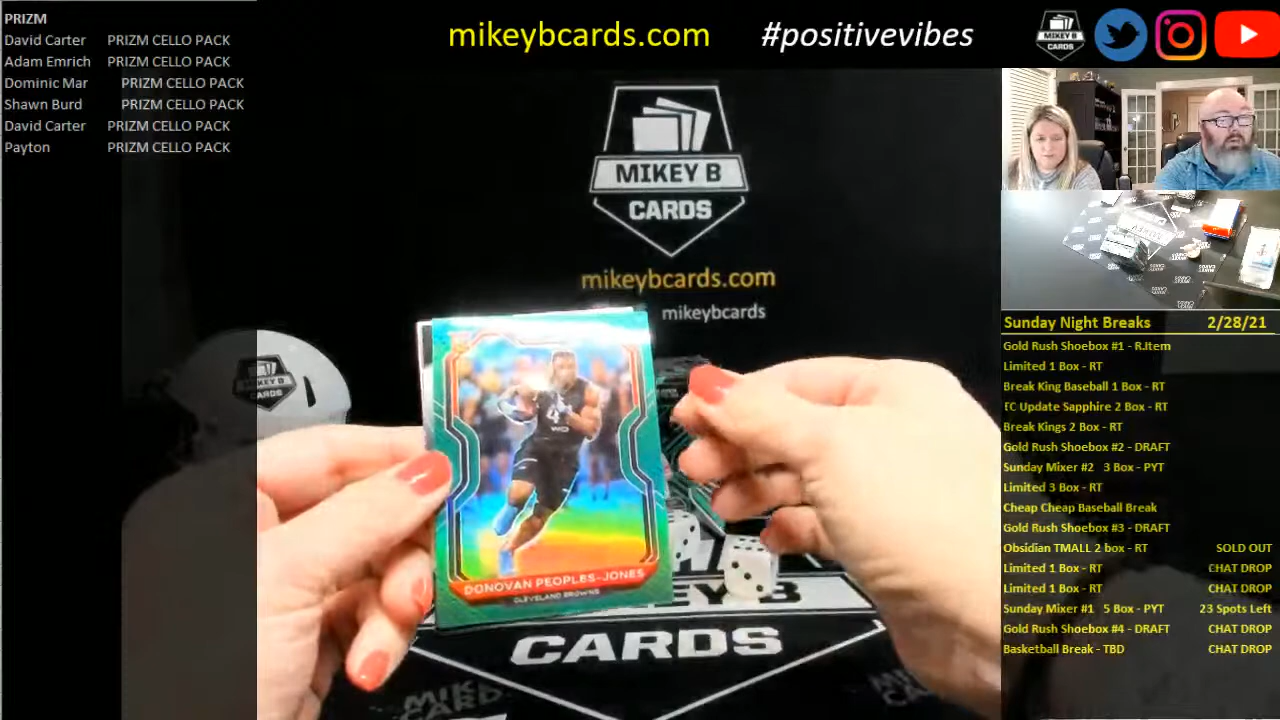 PRIZM
David Carter PRIZM CELLO PACK
Adam Emrich PRIZM CELLO PACK
Dominic Mar PRIZM CELLO PACK
Shawn Burd PRIZM CELLO PACK
David Carter PRIZM CELLO PACK
Payton PRIZM CELLO PACK
mikeybcards.com #positivevibes
MIKEY B
CARDS
MIKEY B
CARDS
mikeybcards.com
mikeybcards
DONOVAN PEOPLES-JONES
CLEVELAND BROWNS
CARDS
Sunday Night Breaks 2/28/21
Gold Rush Shoebox #1 - R.Item
Limited 1 Box - RT
Break King Baseball 1 Box - RT
TC Update Sapphire 2 Box - RT
Break Kings 2 Box - RT
Gold Rush Shoebox #2 - DRAFT
Sunday Mixer #2 3 Box - PYT
Limited 3 Box - RT
Cheap Cheap Baseball Break
Gold Rush Shoebox #3 - DRAFT
Obsidian TMALL 2 box - RT SOLD OUT
Limited 1 Box - RT CHAT DROP
Limited 1 Box - RT CHAT DROP
Sunday Mixer #1 5 Box - PYT 23 Spots Left
Gold Rush Shoebox #4 - DRAFT CHAT DROP
Basketball Break - TBD CHAT DROP